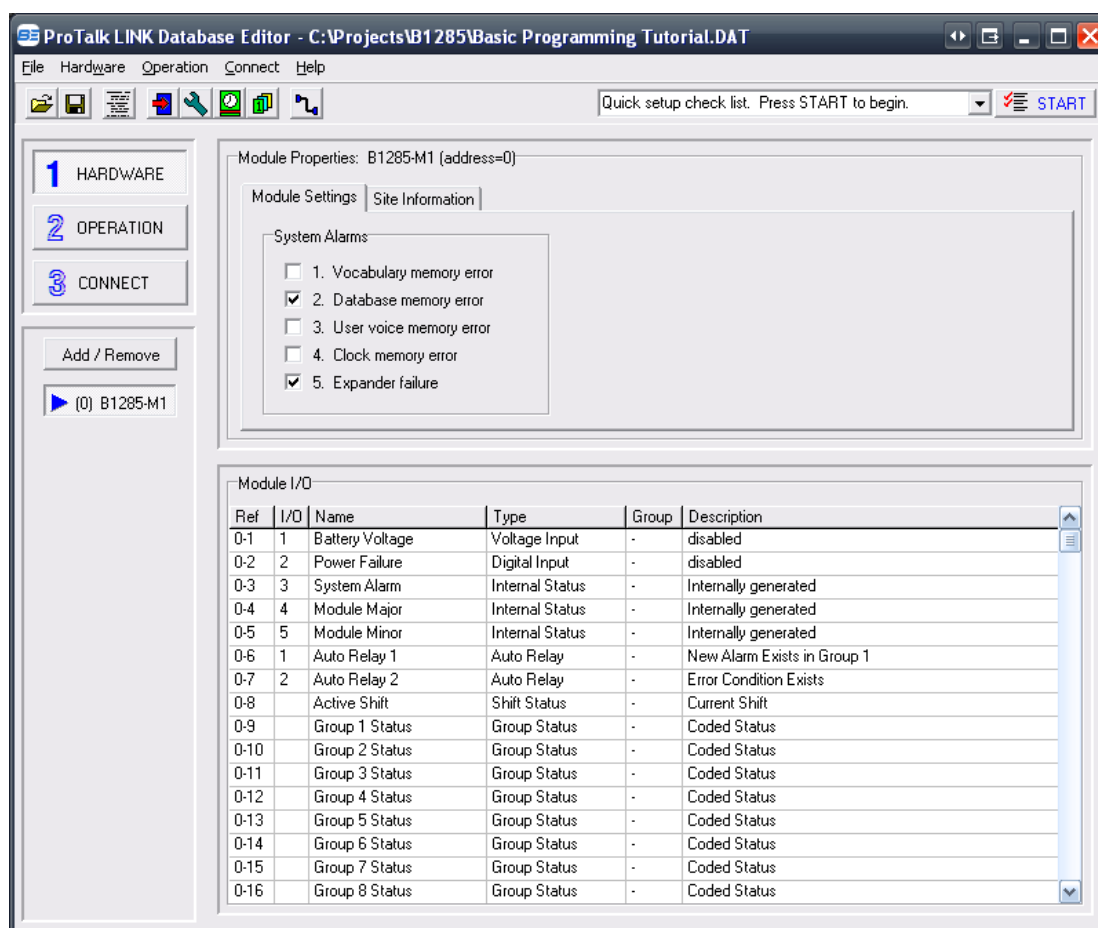 ProTalk LINK Database Editor - C:\Projects\B1285\Basic Programming Tutorial.DAT
File Hardware Operation Connect Help
Quick setup check list. Press START to begin. START
1 HARDWARE
2 OPERATION
3 CONNECT
Add / Remove
(0) B1285-M1
Module Properties: B1285-M1 (address=0)
Module Settings Site Information
System Alarms
1. Vocabulary memory error
2. Database memory error
3. User voice memory error
4. Clock memory error
5. Expander failure
Module I/O
Ref I/O Name Type Group Description
0-1 1 Battery Voltage Voltage Input - disabled
0-2 2 Power Failure Digital Input - disabled
0-3 3 System Alarm Internal Status - Internally generated
0-4 4 Module Major Internal Status - Internally generated
0-5 5 Module Minor Internal Status - Internally generated
0-6 1 Auto Relay 1 Auto Relay - New Alarm Exists in Group 1
0-7 2 Auto Relay 2 Auto Relay - Error Condition Exists
0-8 Active Shift Shift Status - Current Shift
0-9 Group 1 Status Group Status - Coded Status
0-10 Group 2 Status Group Status - Coded Status
0-11 Group 3 Status Group Status - Coded Status
0-12 Group 4 Status Group Status - Coded Status
0-13 Group 5 Status Group Status - Coded Status
0-14 Group 6 Status Group Status - Coded Status
0-15 Group 7 Status Group Status - Coded Status
0-16 Group 8 Status Group Status - Coded Status